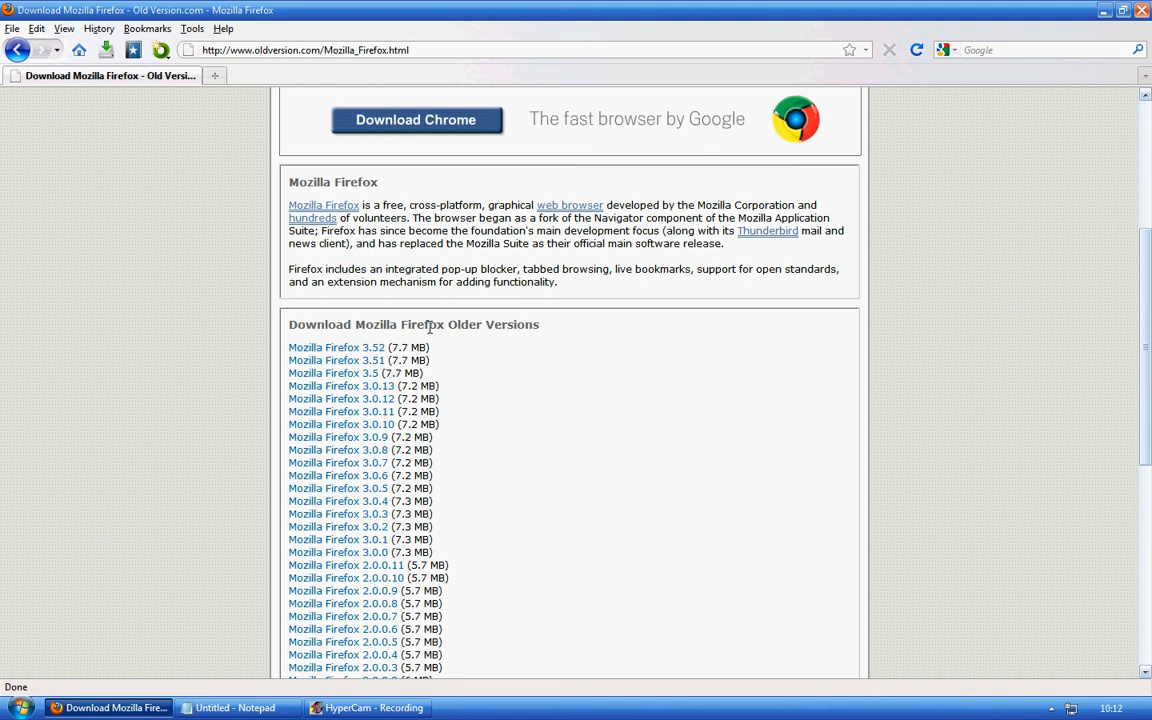 Download Mozilla Firefox - Old Version.com - Mozilla Firefox
File Edit View History Bookmarks Tools Help
http://www.oldversion.com/Mozilla_Firefox.html
Google
Download Mozilla Firefox - Old Versi...
Download Chrome
The fast browser by Google
Mozilla Firefox
Mozilla Firefox is a free, cross-platform, graphical web browser developed by the Mozilla Corporation and
hundreds of volunteers. The browser began as a fork of the Navigator component of the Mozilla Application
Suite; Firefox has since become the foundation's main development focus (along with its Thunderbird mail and
news client), and has replaced the Mozilla Suite as their official main software release.
Firefox includes an integrated pop-up blocker, tabbed browsing, live bookmarks, support for open standards,
and an extension mechanism for adding functionality.
Download Mozilla Firefox Older Versions
Mozilla Firefox 3.52 (7.7 MB)
Mozilla Firefox 3.51 (7.7 MB)
Mozilla Firefox 3.5 (7.7 MB)
Mozilla Firefox 3.0.13 (7.2 MB)
Mozilla Firefox 3.0.12 (7.2 MB)
Mozilla Firefox 3.0.11 (7.2 MB)
Mozilla Firefox 3.0.10 (7.2 MB)
Mozilla Firefox 3.0.9 (7.2 MB)
Mozilla Firefox 3.0.8 (7.2 MB)
Mozilla Firefox 3.0.7 (7.2 MB)
Mozilla Firefox 3.0.6 (7.2 MB)
Mozilla Firefox 3.0.5 (7.2 MB)
Mozilla Firefox 3.0.4 (7.3 MB)
Mozilla Firefox 3.0.3 (7.3 MB)
Mozilla Firefox 3.0.2 (7.3 MB)
Mozilla Firefox 3.0.1 (7.3 MB)
Mozilla Firefox 3.0.0 (7.3 MB)
Mozilla Firefox 2.0.0.11 (5.7 MB)
Mozilla Firefox 2.0.0.10 (5.7 MB)
Mozilla Firefox 2.0.0.9 (5.7 MB)
Mozilla Firefox 2.0.0.8 (5.7 MB)
Mozilla Firefox 2.0.0.7 (5.7 MB)
Mozilla Firefox 2.0.0.6 (5.7 MB)
Mozilla Firefox 2.0.0.5 (5.7 MB)
Mozilla Firefox 2.0.0.4 (5.7 MB)
Mozilla Firefox 2.0.0.3 (5.7 MB)
Done
Download Mozilla Fire...
Untitled - Notepad
HyperCam - Recording
10:12